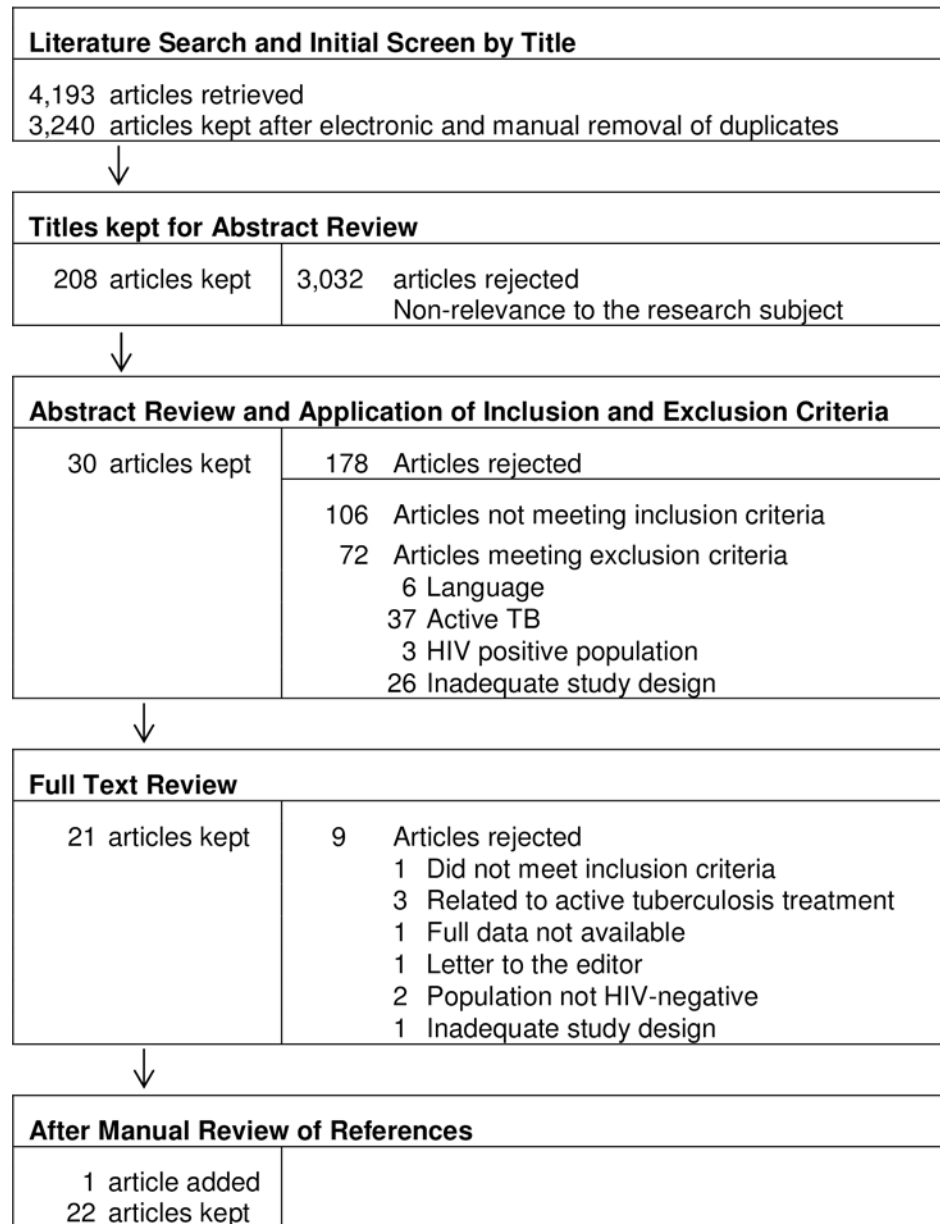 Literature Search and Initial Screen by Title
4,193 articles retrieved
3,240 articles kept after electronic and manual removal of duplicates
Titles kept for Abstract Review
208 articles kept
3,032 articles rejected
Non-relevance to the research subject
Abstract Review and Application of Inclusion and Exclusion Criteria
30 articles kept
178 Articles rejected
106 Articles not meeting inclusion criteria
72 Articles meeting exclusion criteria
6 Language
37 Active TB
3 HIV positive population
26 Inadequate study design
Full Text Review
21 articles kept
9 Articles rejected
1 Did not meet inclusion criteria
3 Related to active tuberculosis treatment
1 Full data not available
1 Letter to the editor
2 Population not HIV-negative
1 Inadequate study design
After Manual Review of References
1 article added
22 articles kept